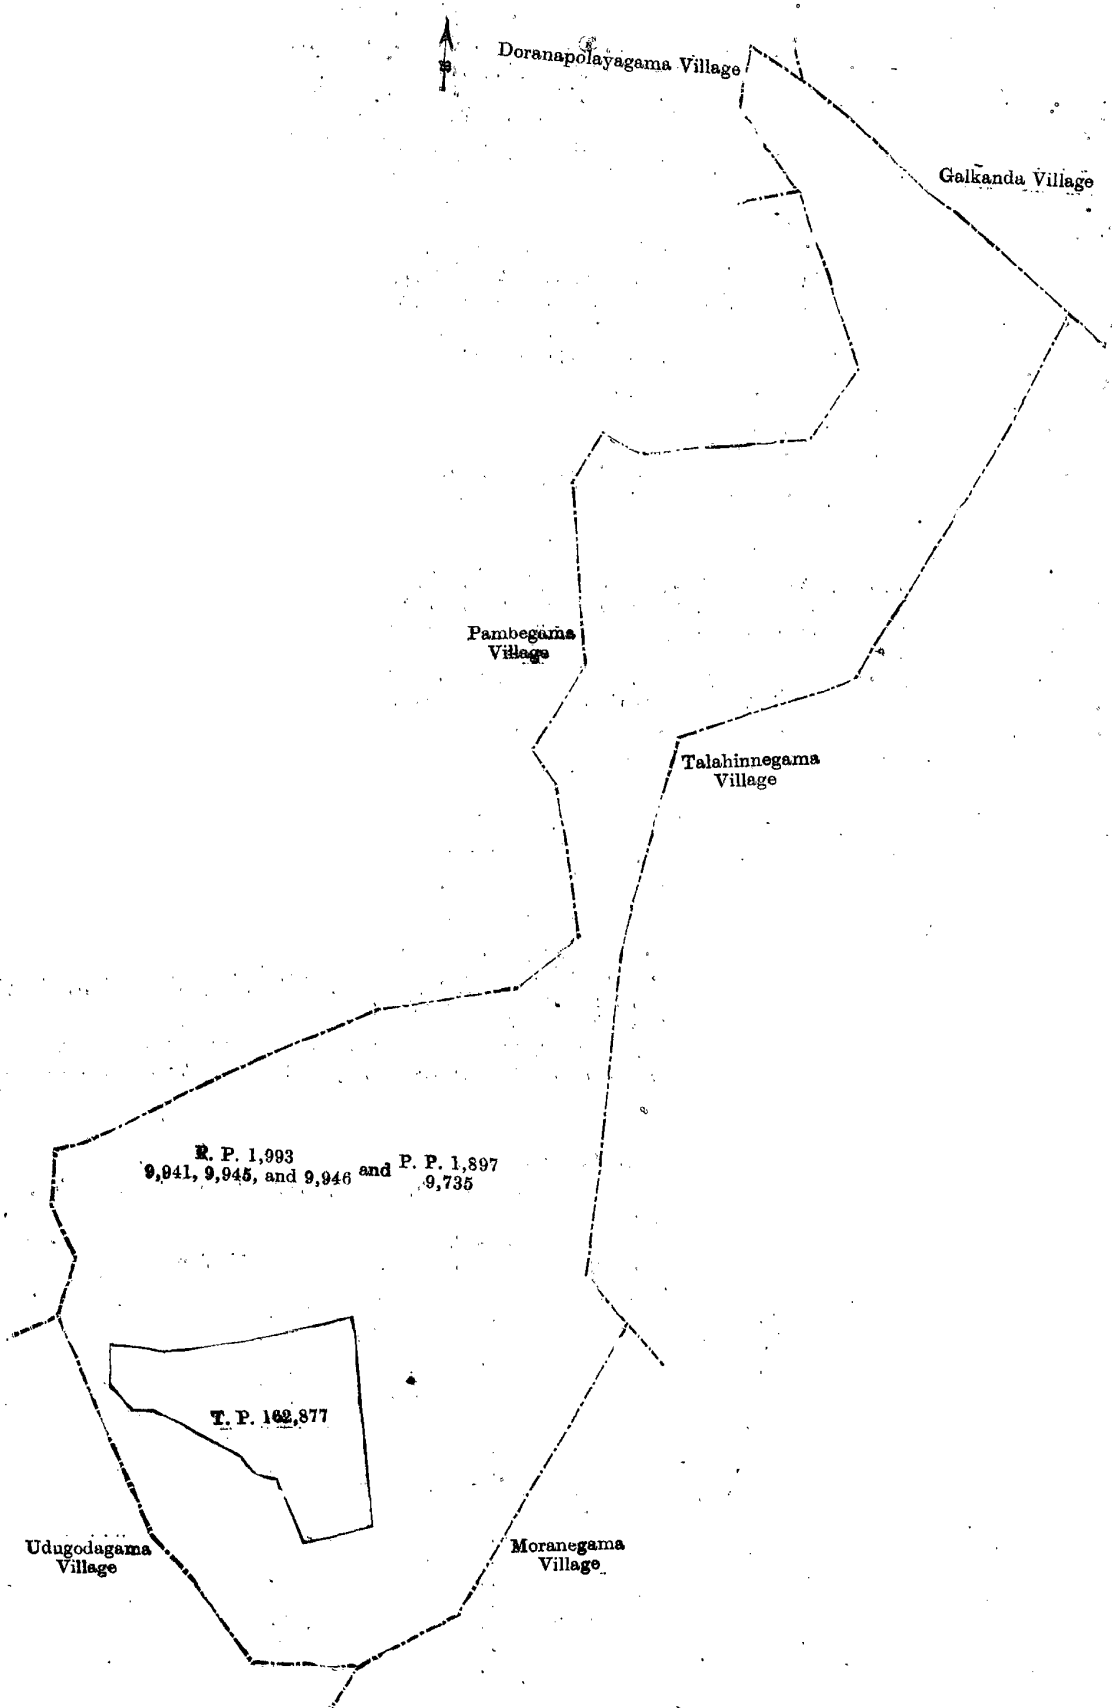 Doranapolayagama Village
Galkanda Village
Pambegama
Village
Talahinnegama
Village
R. P. 1,993
9,941, 9,945, and 9,946 and P. P. 1,897
9,735
T. P. 162,877
Udugodagama
Village
Moranegama
Village